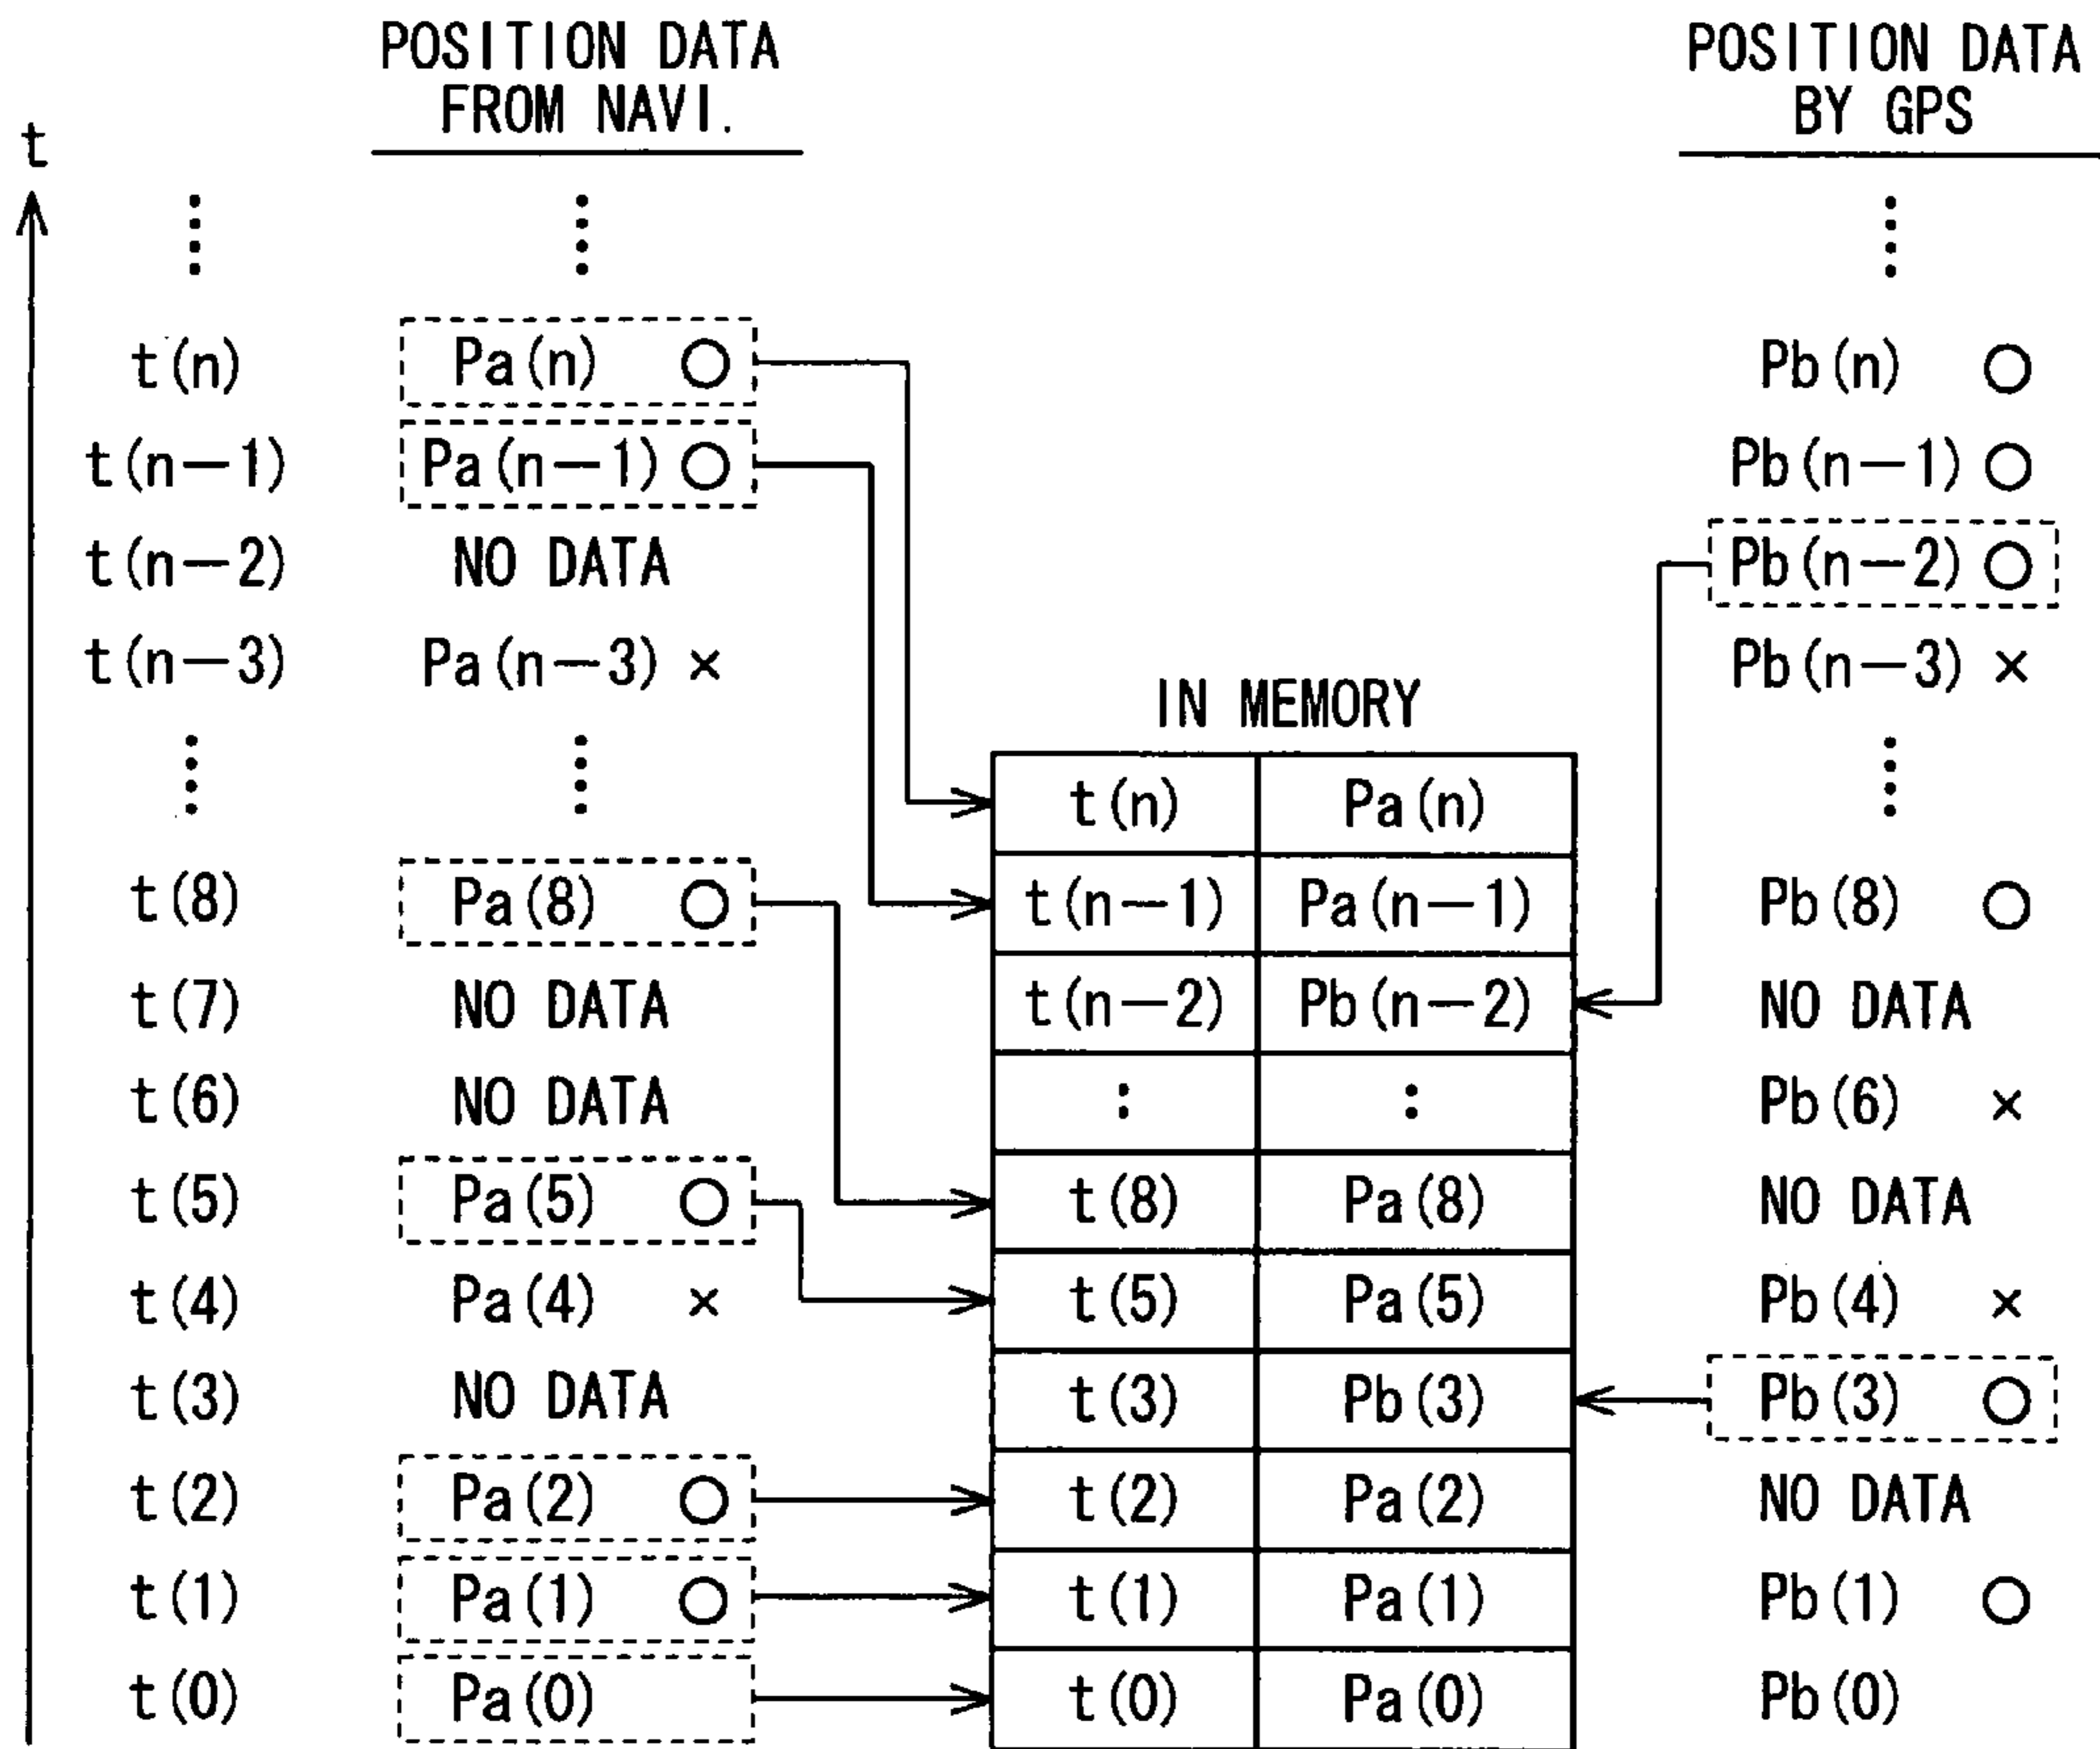 POSITION DATA
FROM NAVI.
POSITION DATA
BY GPS
t
t(n) Pa(n) ○ Pb(n) ○
t(n−1) Pa(n−1) ○ Pb(n−1) ○
t(n−2) NO DATA Pb(n−2) ○
t(n−3) Pa(n−3) × Pb(n−3) ×
IN MEMORY
t(n) Pa(n)
t(8) Pa(8) ○ t(n−1) Pa(n−1) Pb(8) ○
t(7) NO DATA t(n−2) Pb(n−2) NO DATA
t(6) NO DATA : : Pb(6) ×
t(5) Pa(5) ○ t(8) Pa(8) NO DATA
t(4) Pa(4) × t(5) Pa(5) Pb(4) ×
t(3) NO DATA t(3) Pb(3) Pb(3) ○
t(2) Pa(2) ○ t(2) Pa(2) NO DATA
t(1) Pa(1) ○ t(1) Pa(1) Pb(1) ○
t(0) Pa(0) t(0) Pa(0) Pb(0)